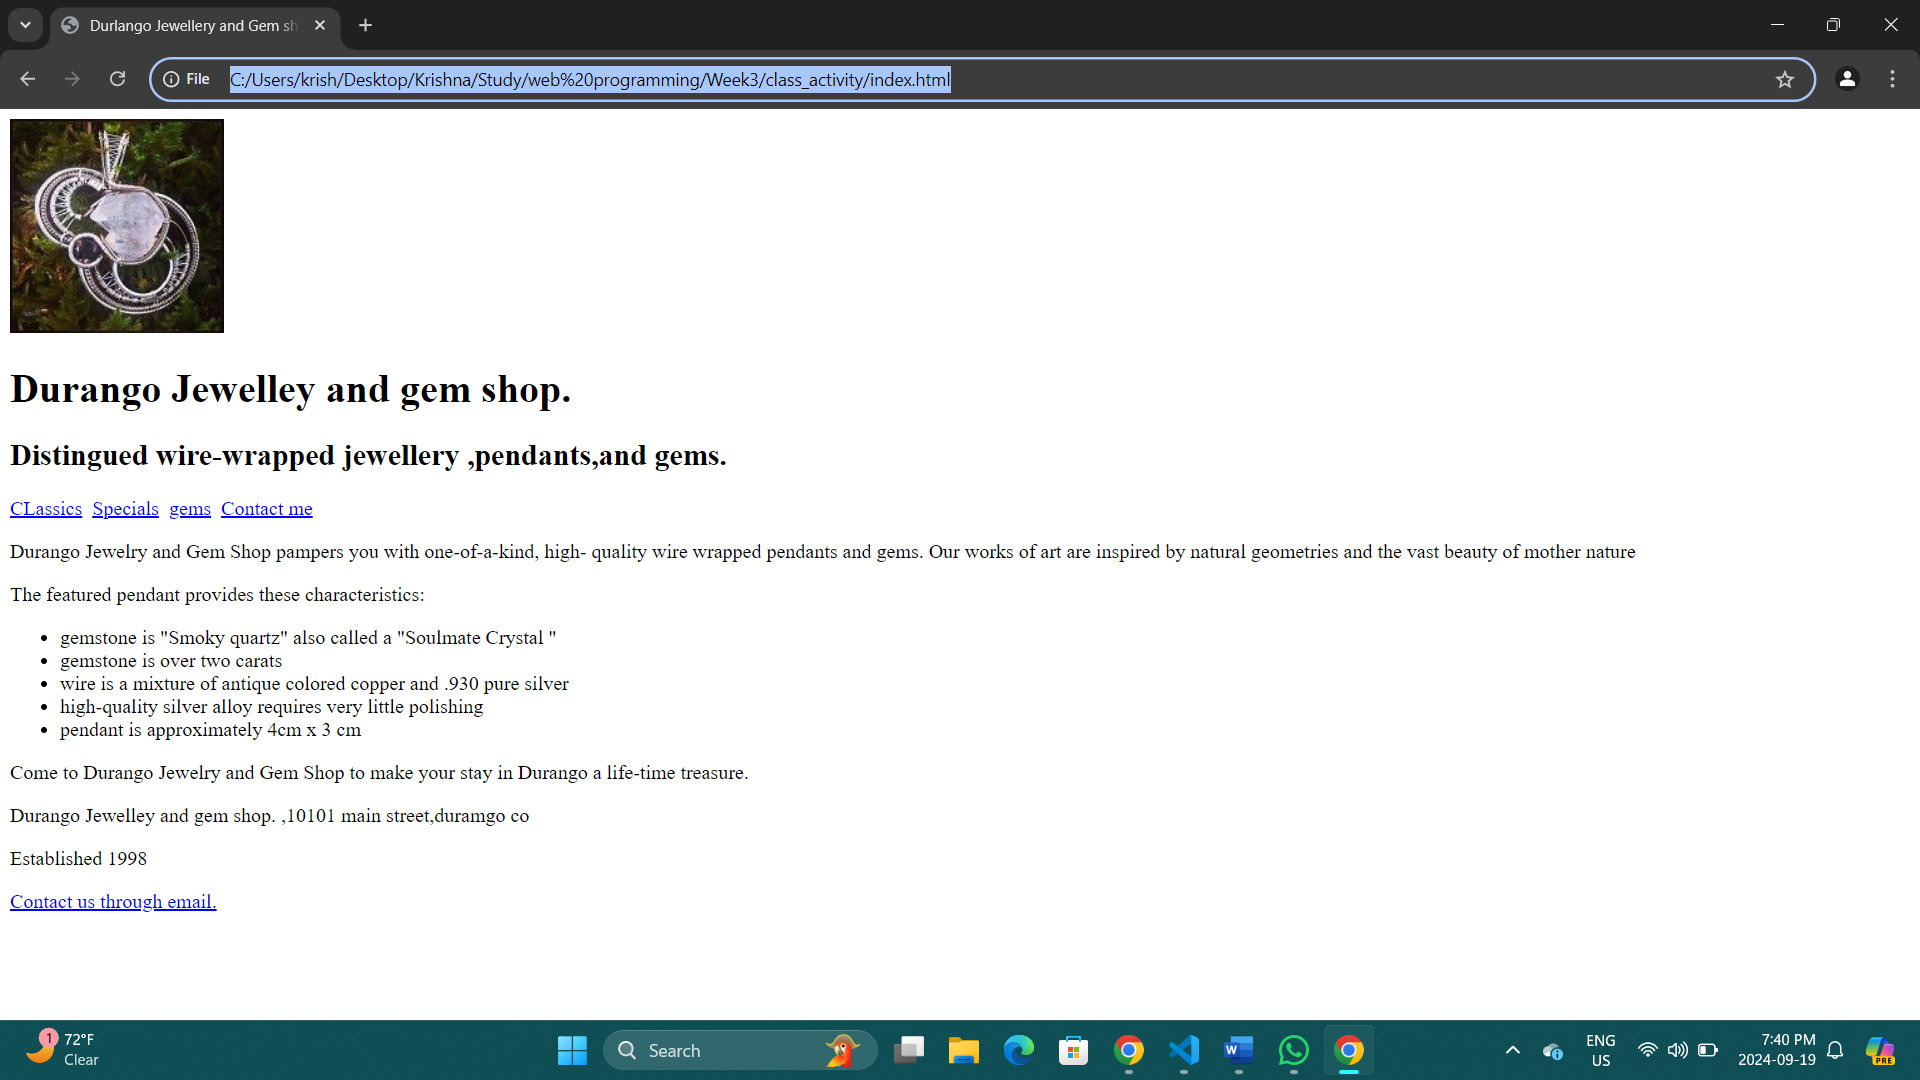 Durlango Jewellery and Gem sh
File C:/Users/krish/Desktop/Krishna/Study/web%20programming/Week3/class_activity/index.html
Durango Jewelley and gem shop.
Distingued wire-wrapped jewellery ,pendants,and gems.
CLassics Specials gems Contact me
Durango Jewelry and Gem Shop pampers you with one-of-a-kind, high- quality wire wrapped pendants and gems. Our works of art are inspired by natural geometries and the vast beauty of mother nature
The featured pendant provides these characteristics:
• gemstone is "Smoky quartz" also called a "Soulmate Crystal "
• gemstone is over two carats
• wire is a mixture of antique colored copper and .930 pure silver
• high-quality silver alloy requires very little polishing
• pendant is approximately 4cm x 3 cm
Come to Durango Jewelry and Gem Shop to make your stay in Durango a life-time treasure.
Durango Jewelley and gem shop. ,10101 main street,duramgo co
Established 1998
Contact us through email.
1
72°F
Clear
Search
W
ENG
US
7:40 PM
2024-09-19
PRE